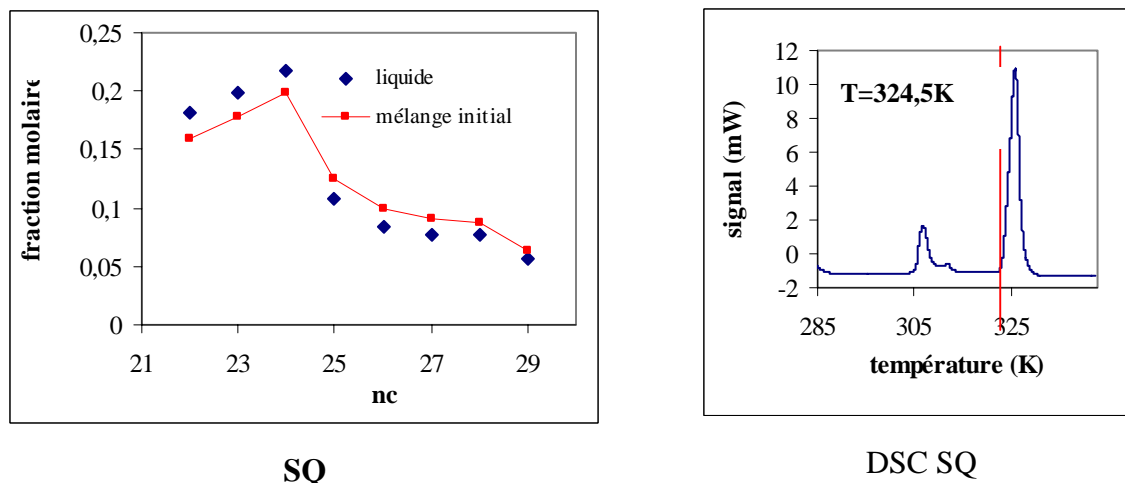 0,25
0,2
0,15
0,1
0,05
0
21 23 25 27 29
nc
fraction molaire
liquide
mélange initial
SQ
12
10
8
6
4
2
0
-2
285 305 325
température (K)
signal (mW)
T=324,5K
DSC SQ